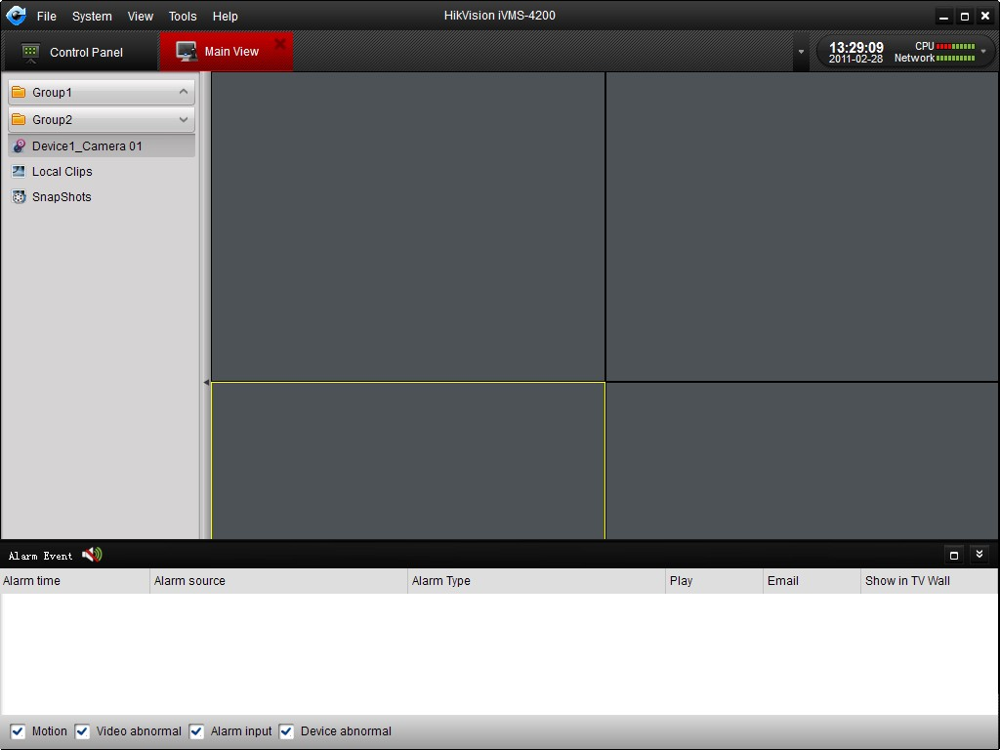 File System View Tools Help HikVision iVMS-4200
Control Panel Main View 13:29:09 CPU
2011-02-28 Network
Group1
Group2
Device1_Camera 01
Local Clips
SnapShots
Alarm Event
Alarm time Alarm source Alarm Type Play Email Show in TV Wall
Motion Video abnormal Alarm input Device abnormal